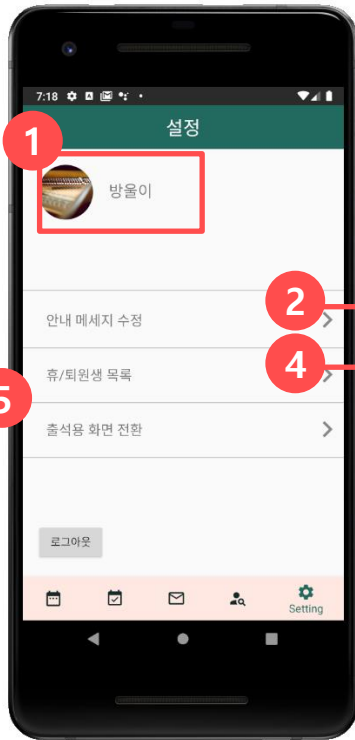 7:18
설정
1
방울이
안내 메세지 수정
2
휴/퇴원생 목록
4
5
출석용 화면 전환
로그아웃
Setting